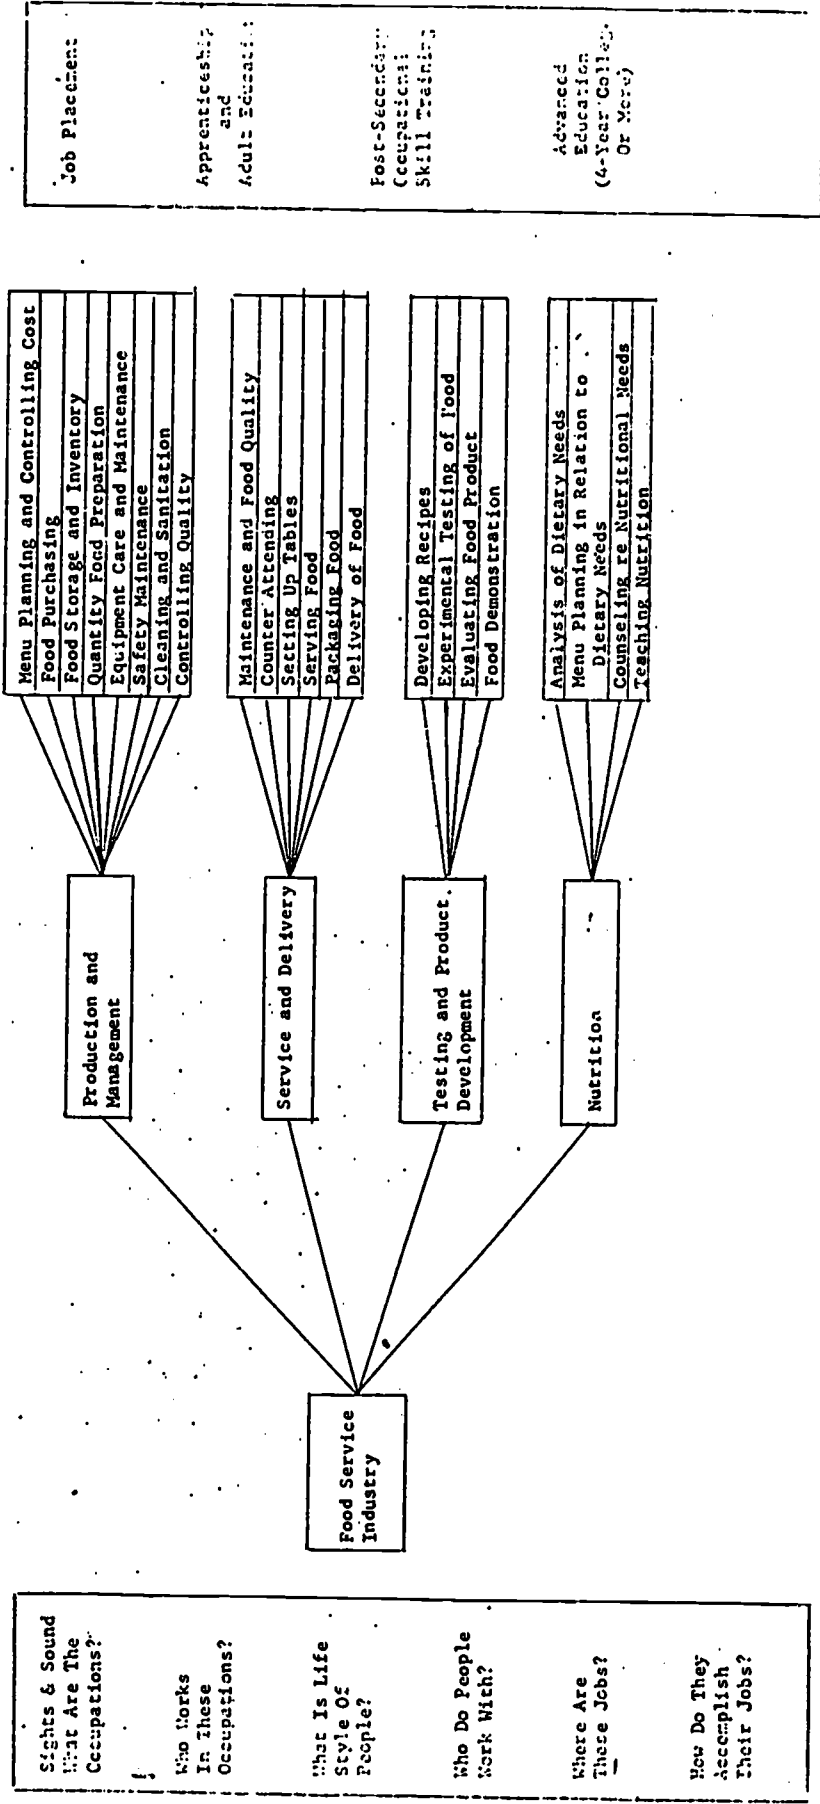 Sights & Sound
What Are The
Occupations?
Who Works
In These
Occupations?
What Is Life
Style Of
People?
Who Do People
Work With?
Where Are
These Jobs?
How Do They
Accomplish
Their Jobs?
Food Service
Industry
Production and
Management
Service and Delivery
Testing and Product
Development
Nutrition
Menu Planning and Controlling Cost
Food Purchasing
Food Storage and Inventory
Quantity Food Preparation
Equipment Care and Maintenance
Safety Maintenance
Cleaning and Sanitation
Controlling Quality
Maintenance and Food Quality
Counter Attending
Setting Up Tables
Serving Food
Packaging Food
Delivery of Food
Developing Recipes
Experimental Testing of Food
Evaluating Food Product
Food Demonstration
Analysis of Dietary Needs
Menu Planning in Relation to
Dietary Needs
Counseling re Nutritional Needs
Teaching Nutrition
Job Placement
Apprenticeship
and
Adult Education
Post-Secondary
Occupational
Skill Training
Advanced
Education
(4-Year College
Or More)